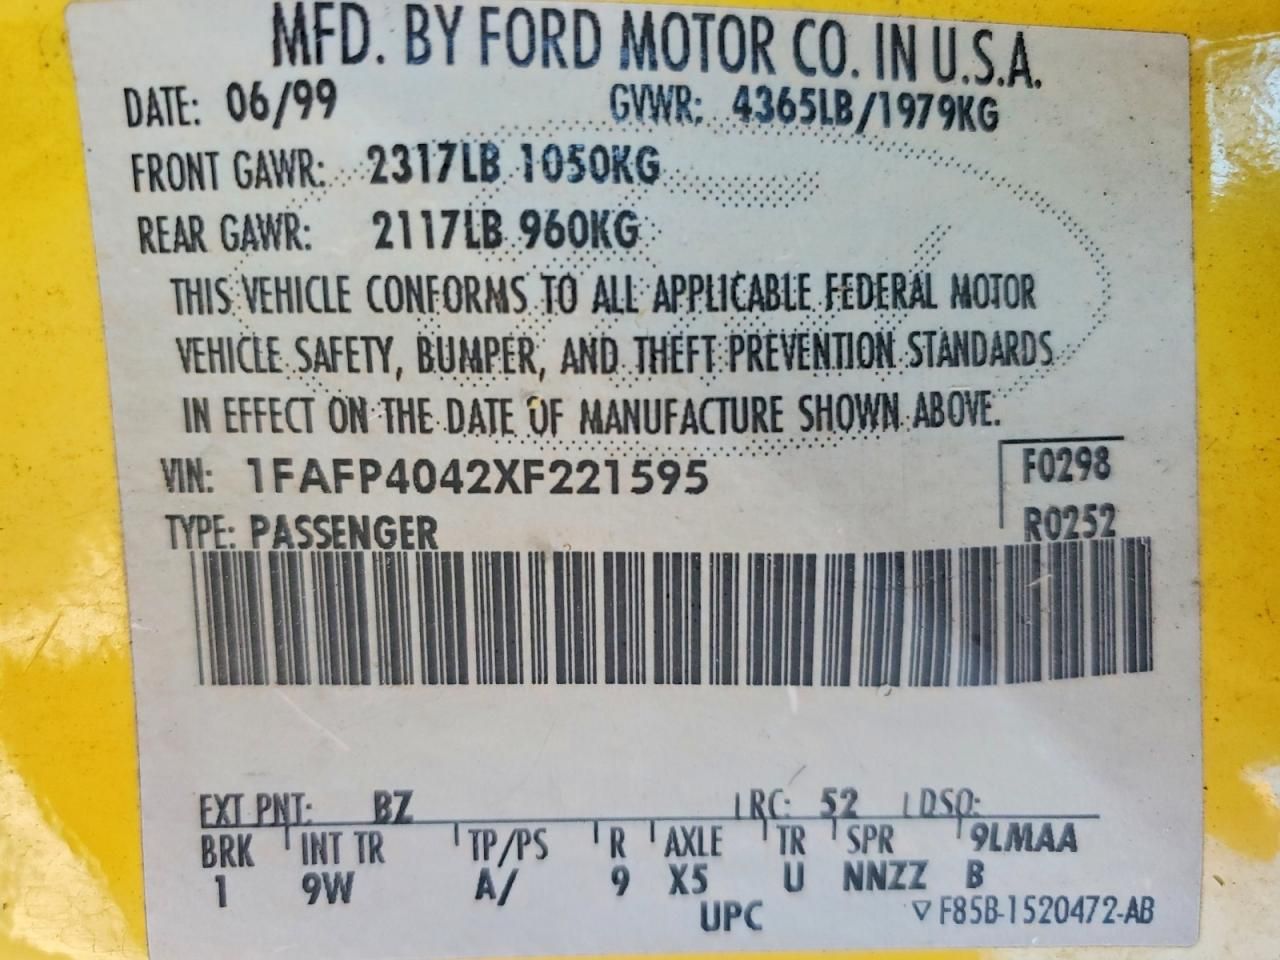 MFD. BY FORD MOTOR CO. IN U.S.A.
DATE: 06/99 GVWR: 4365LB/1979KG
FRONT GAWR: 2317LB 1050KG
REAR GAWR: 2117LB 960KG
THIS VEHICLE CONFORMS TO ALL APPLICABLE FEDERAL MOTOR
VEHICLE SAFETY, BUMPER, AND THEFT PREVENTION STANDARDS
IN EFFECT ON THE DATE OF MANUFACTURE SHOWN ABOVE.
VIN: 1FAFP4042XF221595 F0298
TYPE: PASSENGER R0252
EXT PNT: BZ RC: 52 DSO:
BRK INT TR TP/PS R AXLE TR SPR 9LMAA
1 9W A/ 9 X5 U NNZZ B
UPC ▽ F85B-1520472-AB